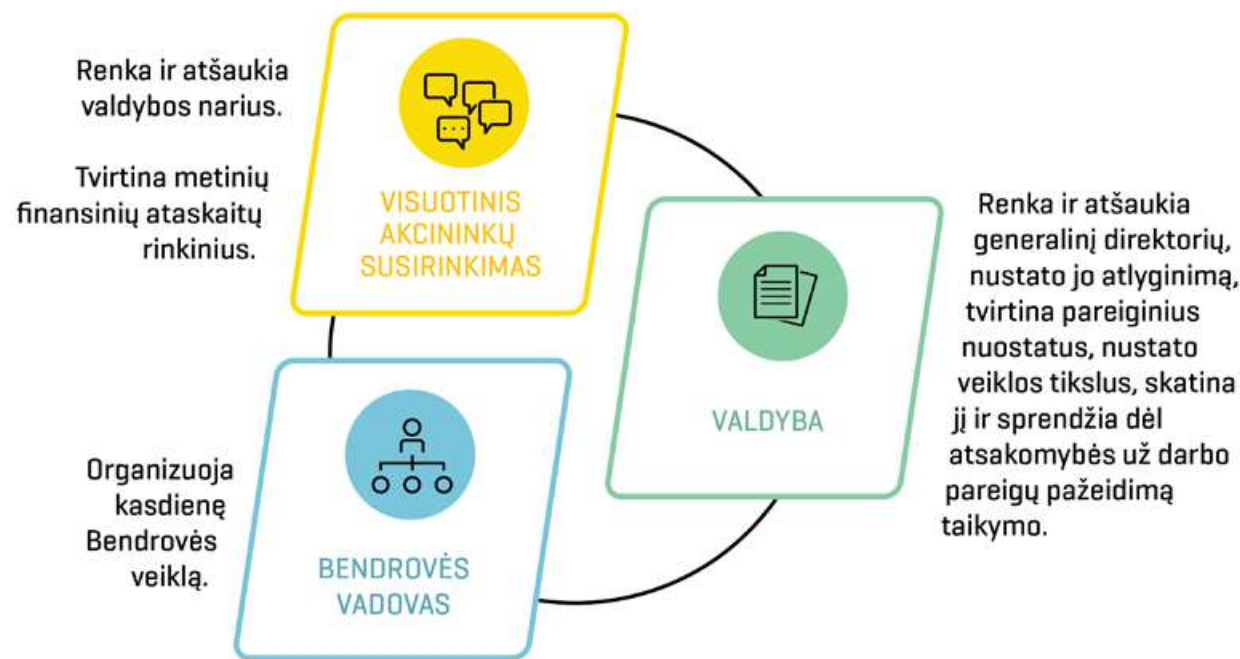 Renka ir atšaukia
valdybos narius.
Tvirtina metinių
finansinių ataskaitų
rinkinius.
VISUOTINIS
AKCININKŲ
SUSIRINKIMAS
Renka ir atšaukia
generalinį direktorių,
nustato jo atlyginimą,
tvirtina pareiginius
nuostatus, nustato
veiklos tikslus, skatina
jį ir sprendžia dėl
atsakomybės už darbo
pareigų pažeidimą
taikymo.
VALDYBA
Organizuoja
kasdienę
Bendrovės
veiklą.
BENDROVĖS
VADOVAS